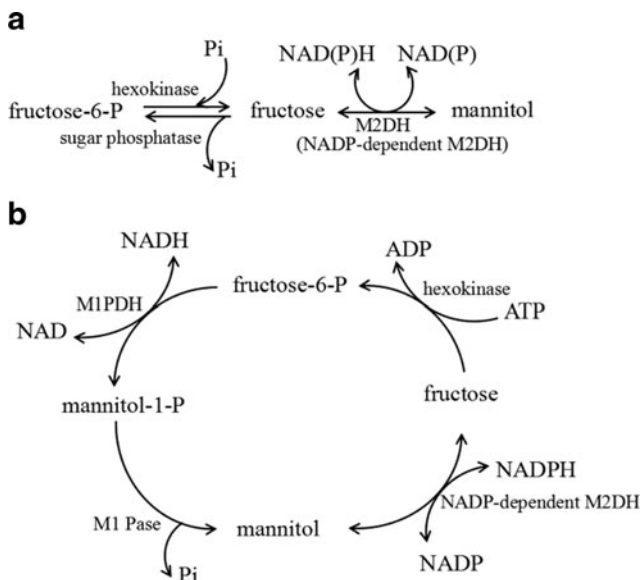 a
Pi
NAD(P)H NAD(P)
hexokinase
fructose-6-P fructose mannitol
sugar phosphatase M2DH
(NADP-dependent M2DH)
Pi
b
NADH ADP
hexokinase
M1PDH fructose-6-P
NAD ATP
mannitol-1-P fructose
NADPH
NADP-dependent M2DH
M1 Pase mannitol
NADP
Pi